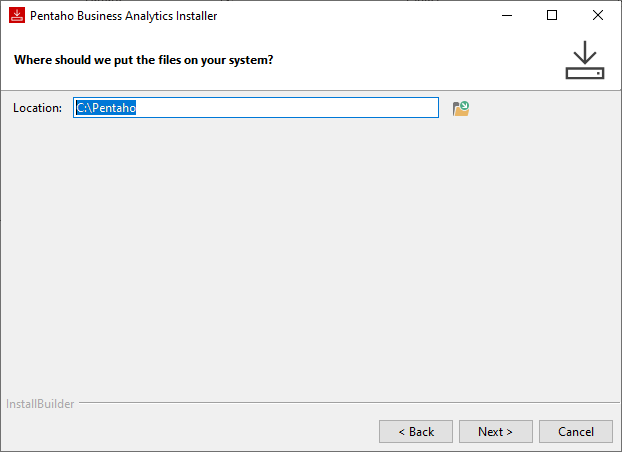 Pentaho Business Analytics Installer
Where should we put the files on your system?
Location: C:\Pentaho
InstallBuilder
< Back Next > Cancel